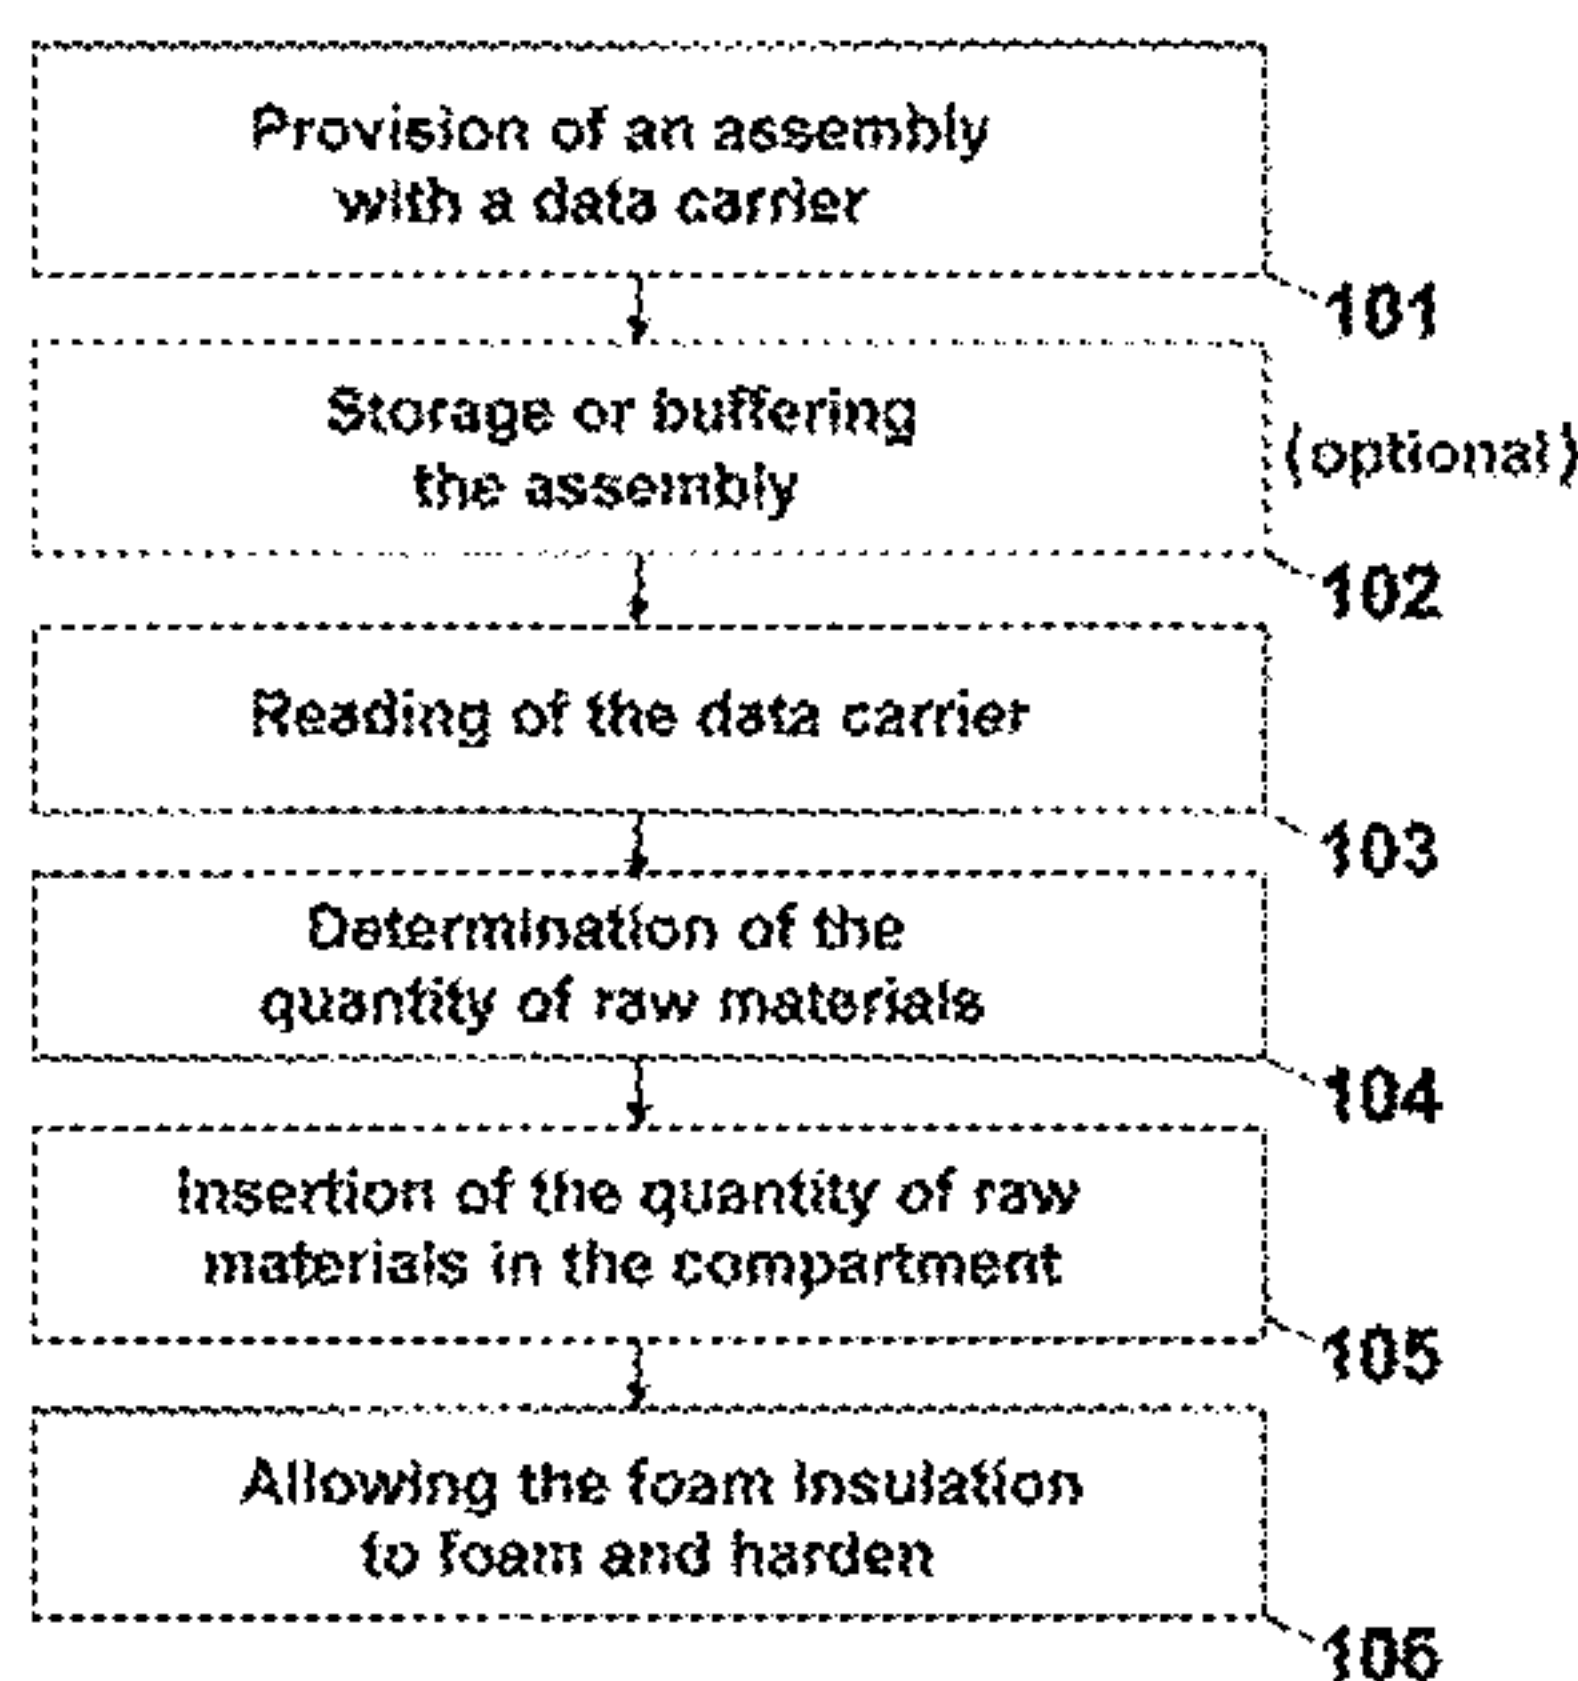 Provision of an assembly
with a data carrier
101
Storage or buffering
the assembly
(optional)
102
Reading of the data carrier
103
Determination of the
quantity of raw materials
104
Insertion of the quantity of raw
materials in the compartment
105
Allowing the foam insulation
to foam and harden
106